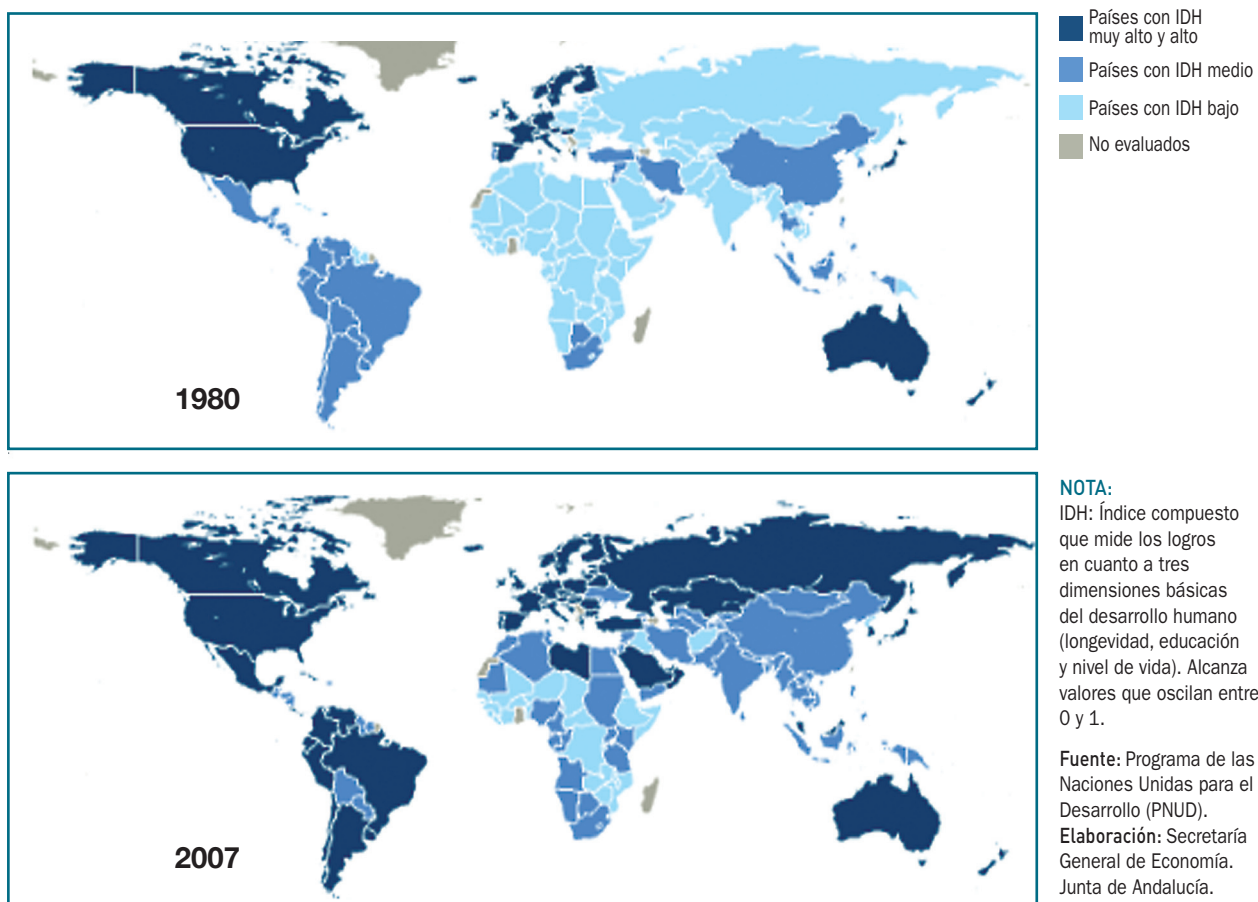 Países con IDH
muy alto y alto
Países con IDH medio
Países con IDH bajo
No evaluados
1980
2007
NOTA:
IDH: Índice compuesto
que mide los logros
en cuanto a tres
dimensiones básicas
del desarrollo humano
(longevidad, educación
y nivel de vida). Alcanza
valores que oscilan entre
0 y 1.
Fuente: Programa de las
Naciones Unidas para el
Desarrollo (PNUD).
Elaboración: Secretaría
General de Economía.
Junta de Andalucía.